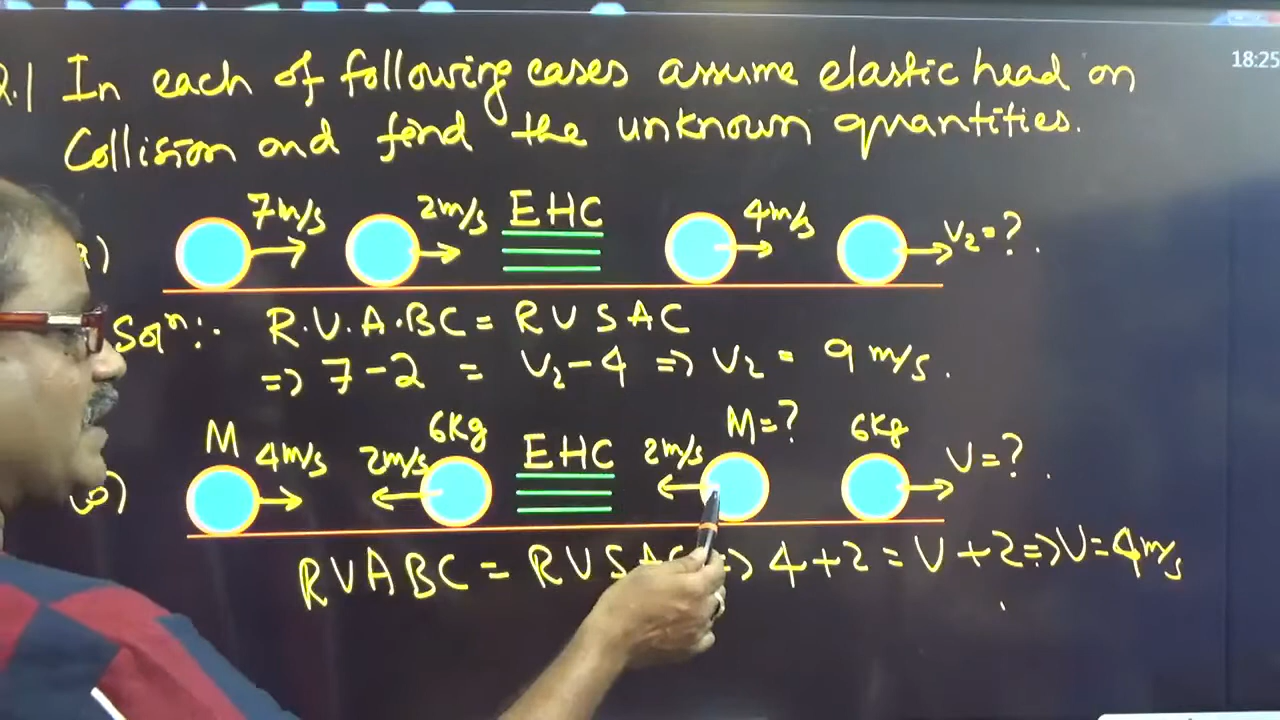 18:25
Q.1 In each of following cases assume elastic head on
Collision and find the unknown quantities.
a) 7m/s 2m/s EHC 4m/s V₂=?
Solⁿ:- R.V.A.BC = RVSAC
=> 7-2 = V₂-4 => V₂ = 9 m/s.
M 4m/s 2m/s 6Kg EHC 2m/s M=? 6Kg V=?
RVABC = RVSAC => 4+2 = V+2 => V=4m/s